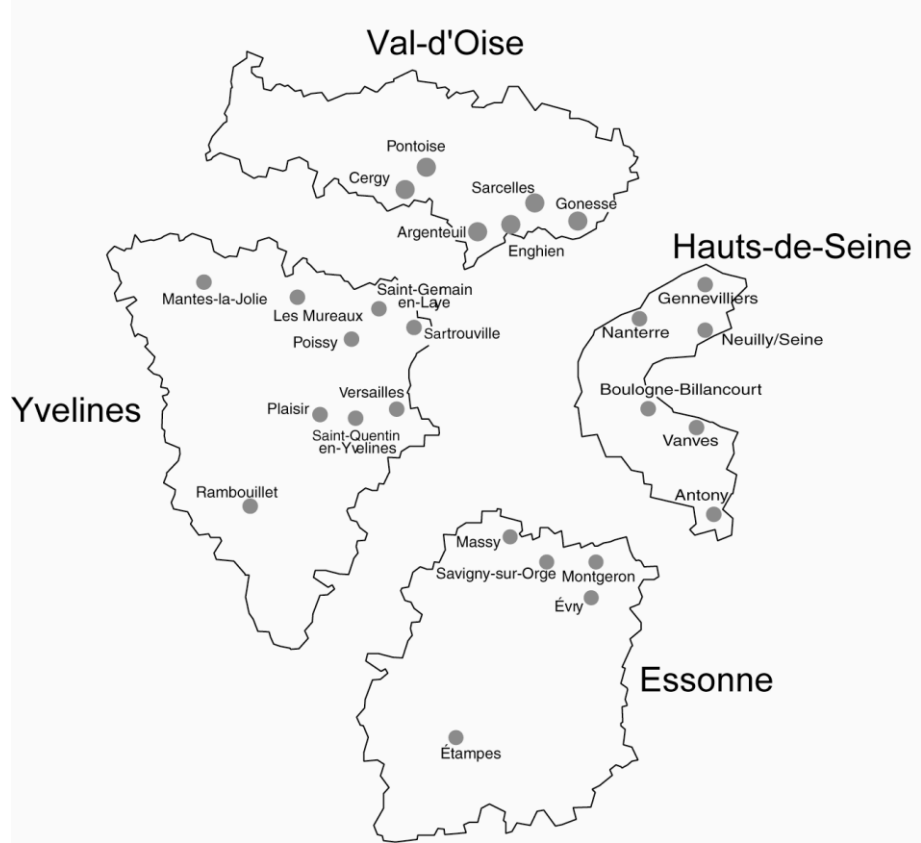 Val-d'Oise
Pontoise
Cergy
Sarcelles
Gonesse
Argenteuil
Enghien
Hauts-de-Seine
Gennevilliers
Nanterre
Neuilly/Seine
Boulogne-Billancourt
Vanves
Antony
Yvelines
Mantes-la-Jolie
Les Mureaux
Saint-Gemain
en-Laye
Sartrouville
Poissy
Versailles
Plaisir
Saint-Quentin
en-Yvelines
Rambouillet
Massy
Savigny-sur-Orge
Montgeron
Évry
Essonne
Étampes